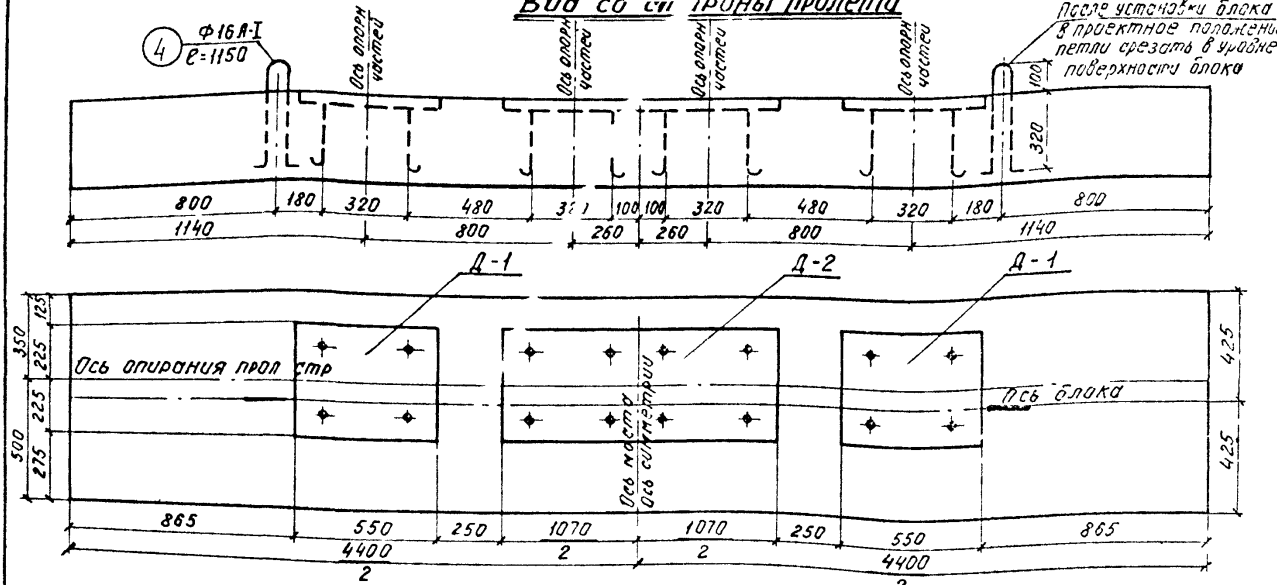 Вид со ст троны пролета
4
Ф16А-I
ℓ=1150
Ось опорн
частей
Ось опорн
частей
Ось опорн
частей
Ось опорн
частей
После установки блока
в проектное положени
петли срезать в уровне
поверхности блока
100
320
800 180 320 480 3 100 100 320 480 320 180 800
1140 800 260 260 800 1140
Д-1
Д-2
Д-1
350
500
125
225
225
275
Ось опирания прол стр
Ось моста
Ось симметрии
Ось блока
425
425
865 550 250 1070 1070 250 550 865
2 2
4400 4400
2 2